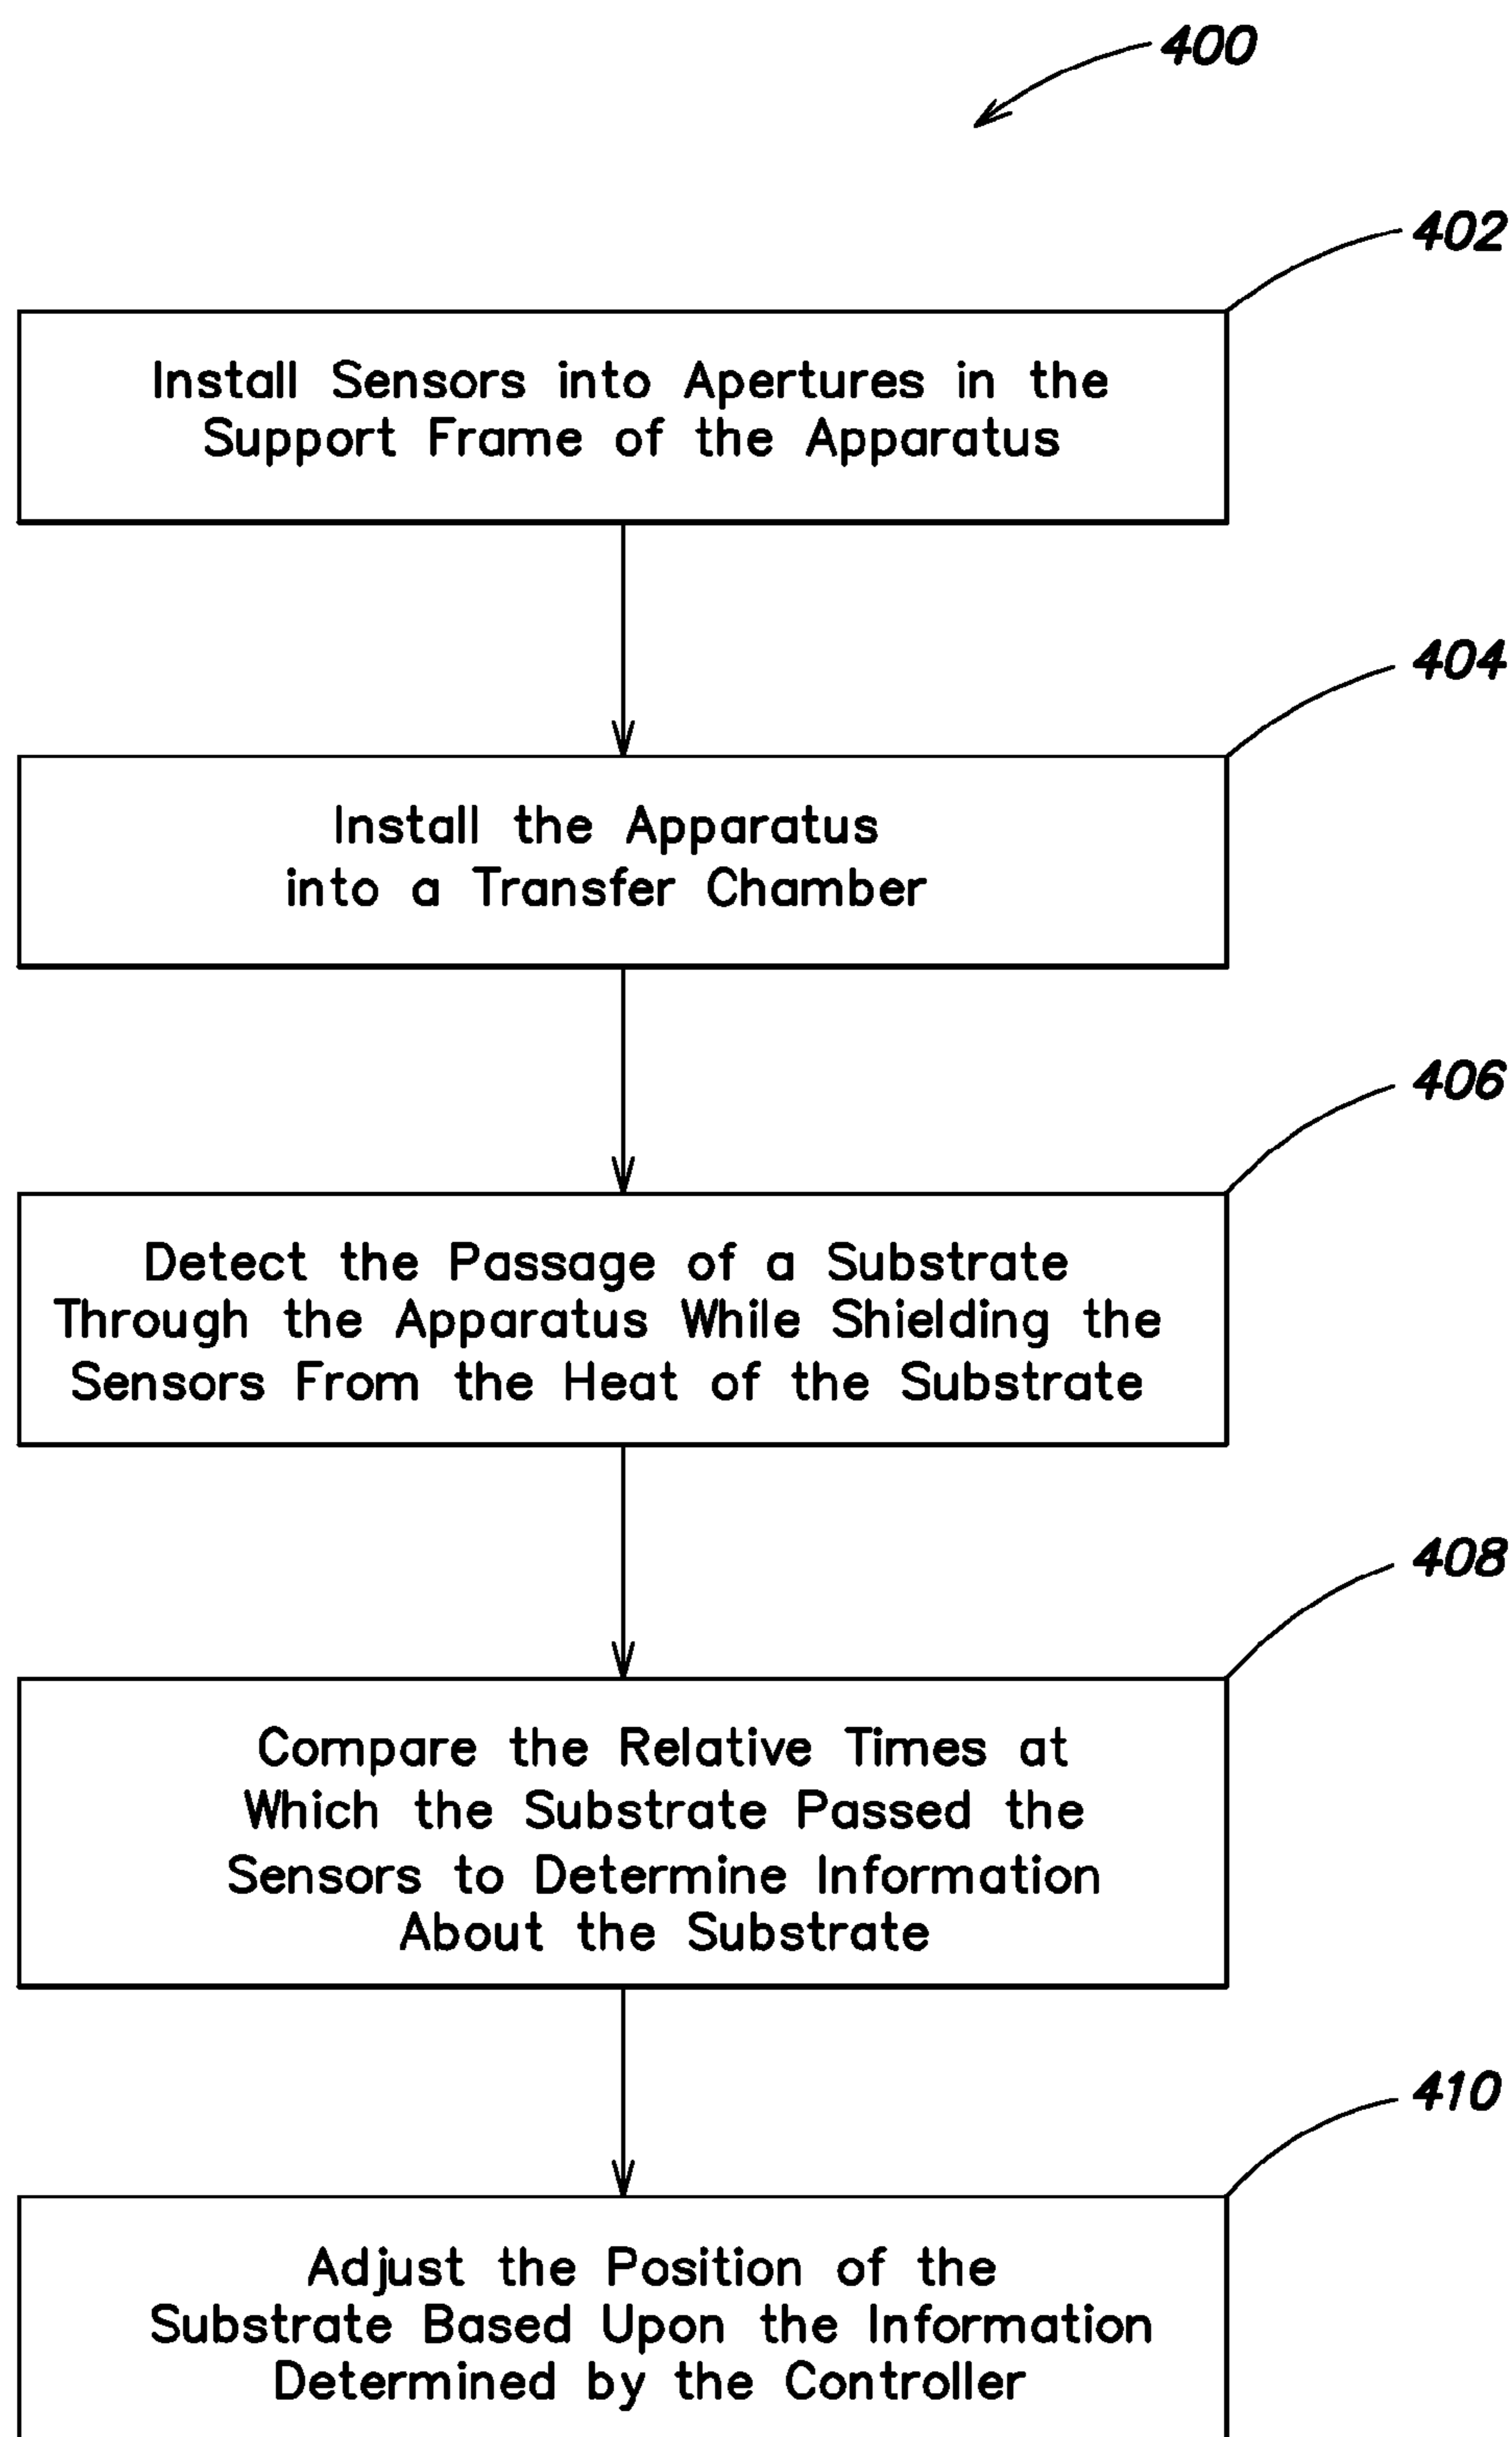 400
402
Install Sensors into Apertures in the
Support Frame of the Apparatus
404
Install the Apparatus
into a Transfer Chamber
406
Detect the Passage of a Substrate
Through the Apparatus While Shielding the
Sensors From the Heat of the Substrate
408
Compare the Relative Times at
Which the Substrate Passed the
Sensors to Determine Information
About the Substrate
410
Adjust the Position of the
Substrate Based Upon the Information
Determined by the Controller